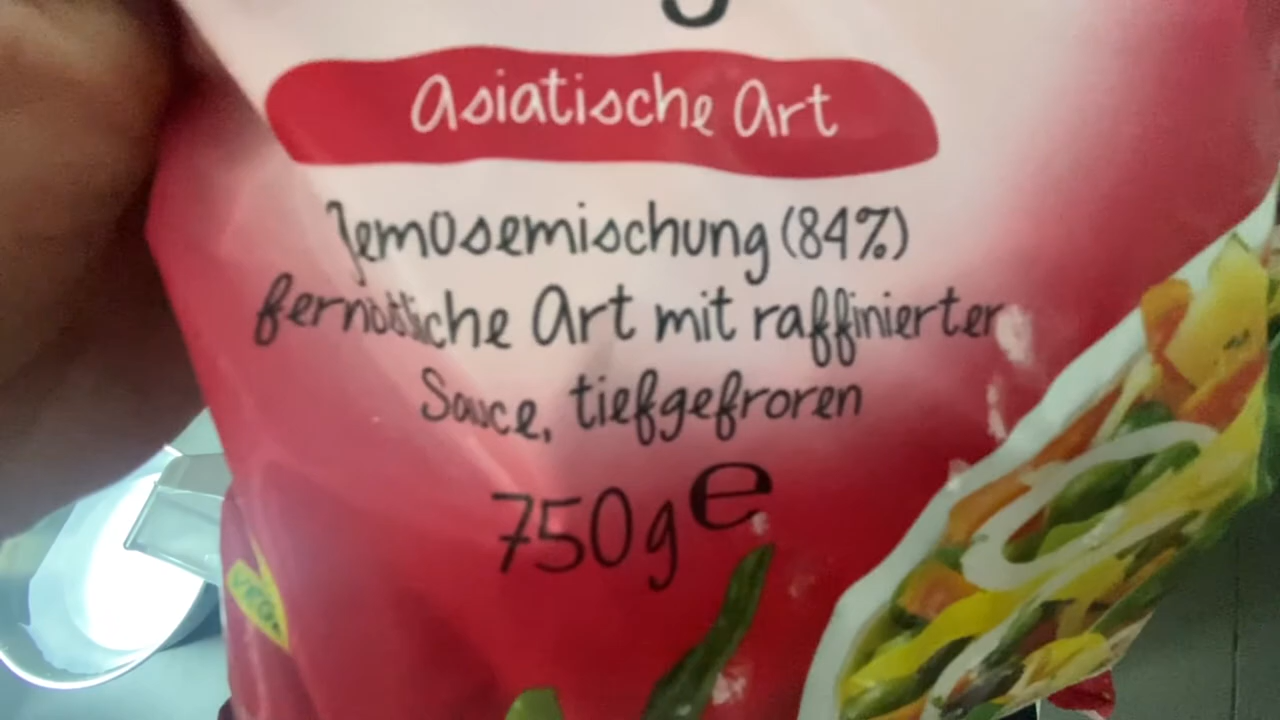 Asiatische Art
Gemüsemischung (84%)
fernöstliche Art mit raffinierter
Sauce, tiefgefroren
750g e